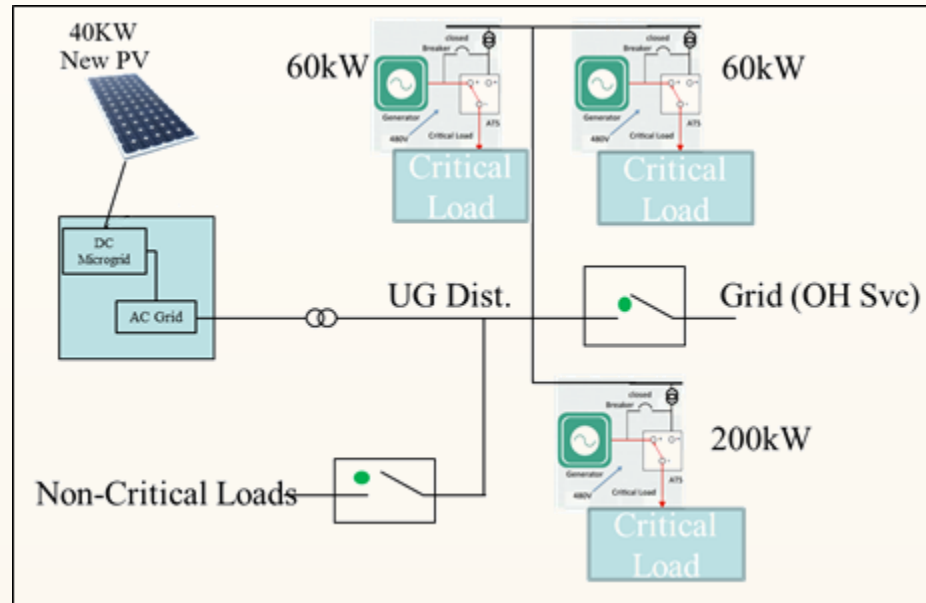 40KW
New PV
60kW
closed
Breaker
Generator
ATS
480V
Critical Load
Critical
Load
60kW
closed
Breaker
Generator
ATS
480V
Critical Load
Critical
Load
DC
Microgrid
AC Grid
UG Dist.
Grid (OH Svc)
Non-Critical Loads
200kW
closed
Breaker
Generator
ATS
480V
Critical Load
Critical
Load